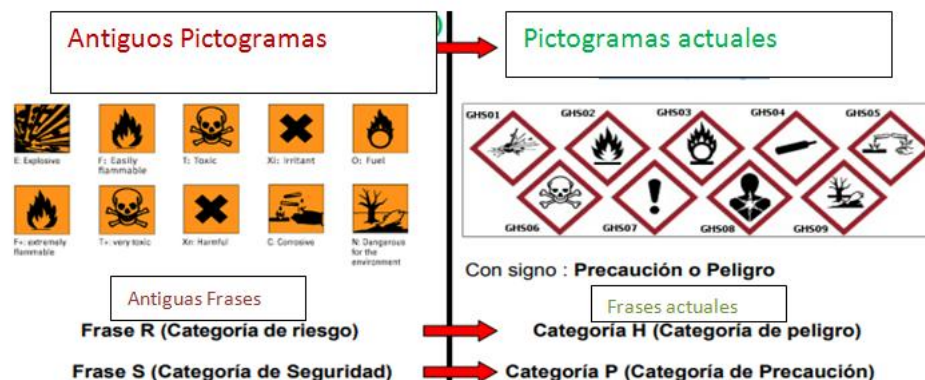 Antiguos Pictogramas
)
Pictogramas actuales
E: Explosive
F: Easily
flammable
T: Toxic
Xi: Irritant
O: Fuel
F+: extremely
flammable
T+: very toxic
Xn: Harmful
C: Corrosive
N: Dangerous
for the
environment
GHS01
GHS02
GHS03
GHS04
GHS05
GHS06
GHS07
GHS08
GHS09
Con signo : Precaución o Peligro
Antiguas Frases
Frases actuales
Frase R (Categoría de riesgo)
Categoría H (Categoría de peligro)
Frase S (Categoría de Seguridad)
Categoría P (Categoría de Precaución)